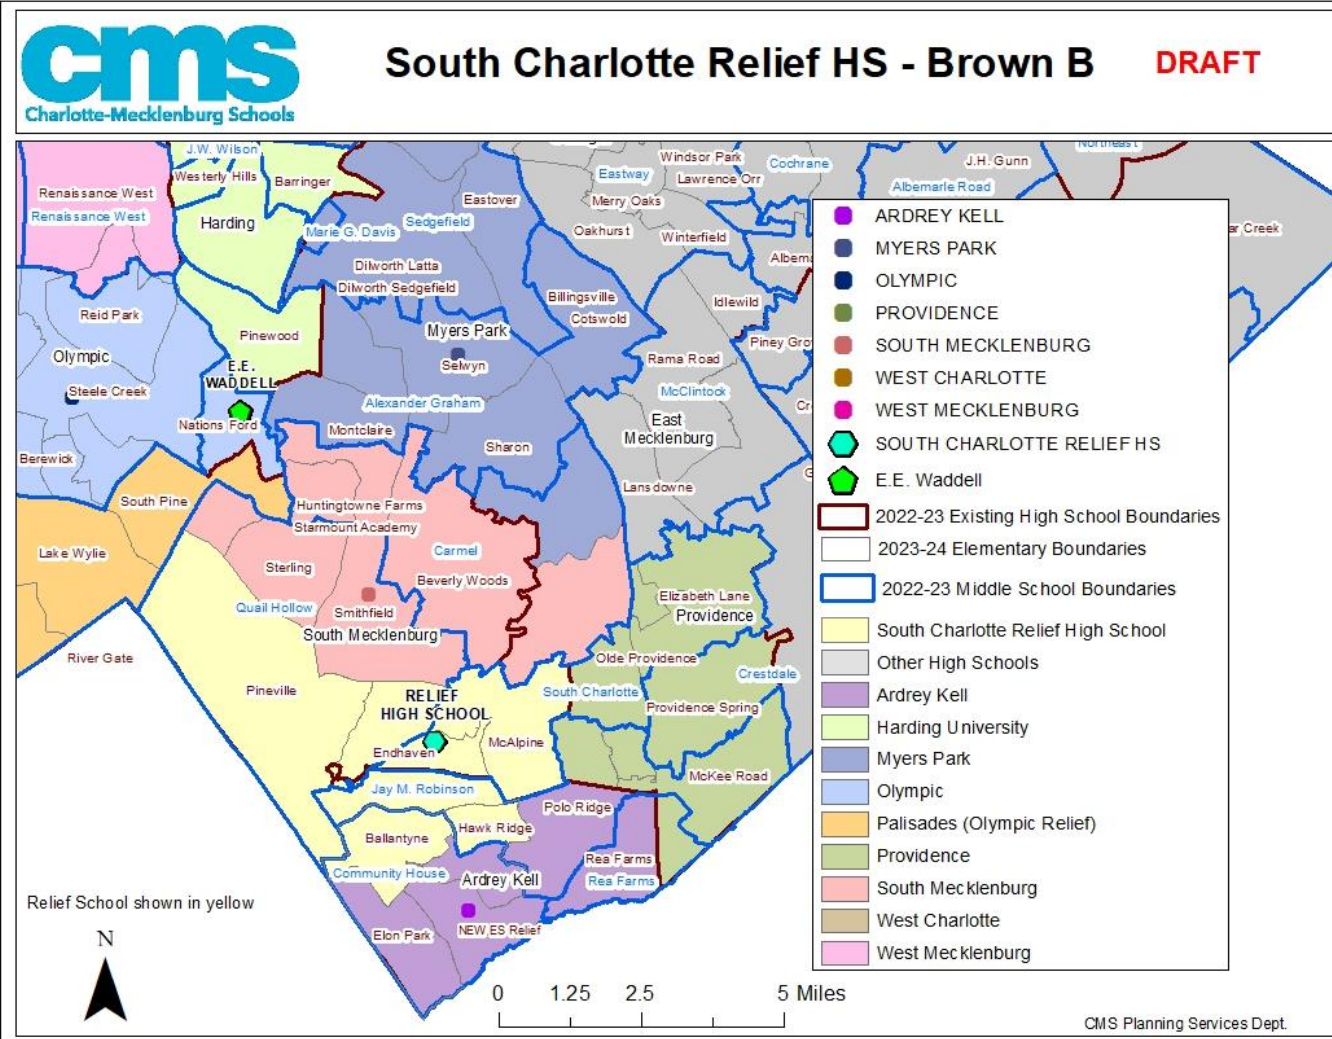 cms
Charlotte-Mecklenburg Schools
South Charlotte Relief HS - Brown B
DRAFT
J.W. Wilson
Westerly Hills
Barringer
Renaissance West
Renaissance West
Harding
Marie G. Davis
Sedgefield
Eastover
Dilworth Latta
Dilworth Sedgefield
Eastway
Windsor Park
Lawrence Orr
Merry Oaks
Oakhurst
Winterfield
Cochrane
J.H. Gunn
Albemarle Road
Northeast
ar Creek
Albema
Idlewild
Piney Gro
Billingsville
Cotswold
Reid Park
Olympic
Pinewood
E.E.
WADDELL
Steele Creek
Nations Ford
Berewick
Myers Park
Selwyn
Alexander Graham
Montclaire
Sharon
Rama Road
McClintock
East
Mecklenburg
Cr
G
Lansdowne
South Pine
Lake Wylie
Huntingtowne Farms
Starmount Academy
Carmel
Beverly Woods
Sterling
Quail Hollow
Smithfield
South Mecklenburg
Elizabeth Lane
Providence
River Gate
Pineville
Olde Providence
Crestdale
South Charlotte
Providence Spring
RELIEF
HIGH SCHOOL
Endhaven
McAlpine
McKee Road
Jay M. Robinson
Polo Ridge
Ballantyne
Hawk Ridge
Rea Farms
Rea Farms
Community House
Ardrey Kell
Elon Park
NEW ES Relief
ARDREY KELL
MYERS PARK
OLYMPIC
PROVIDENCE
SOUTH MECKLENBURG
WEST CHARLOTTE
WEST MECKLENBURG
SOUTH CHARLOTTE RELIEF HS
E.E. Waddell
2022-23 Existing High School Boundaries
2023-24 Elementary Boundaries
2022-23 Middle School Boundaries
South Charlotte Relief High School
Other High Schools
Ardrey Kell
Harding University
Myers Park
Olympic
Palisades (Olympic Relief)
Providence
South Mecklenburg
West Charlotte
West Mecklenburg
Relief School shown in yellow
N
0 1.25 2.5 5 Miles
CMS Planning Services Dept.